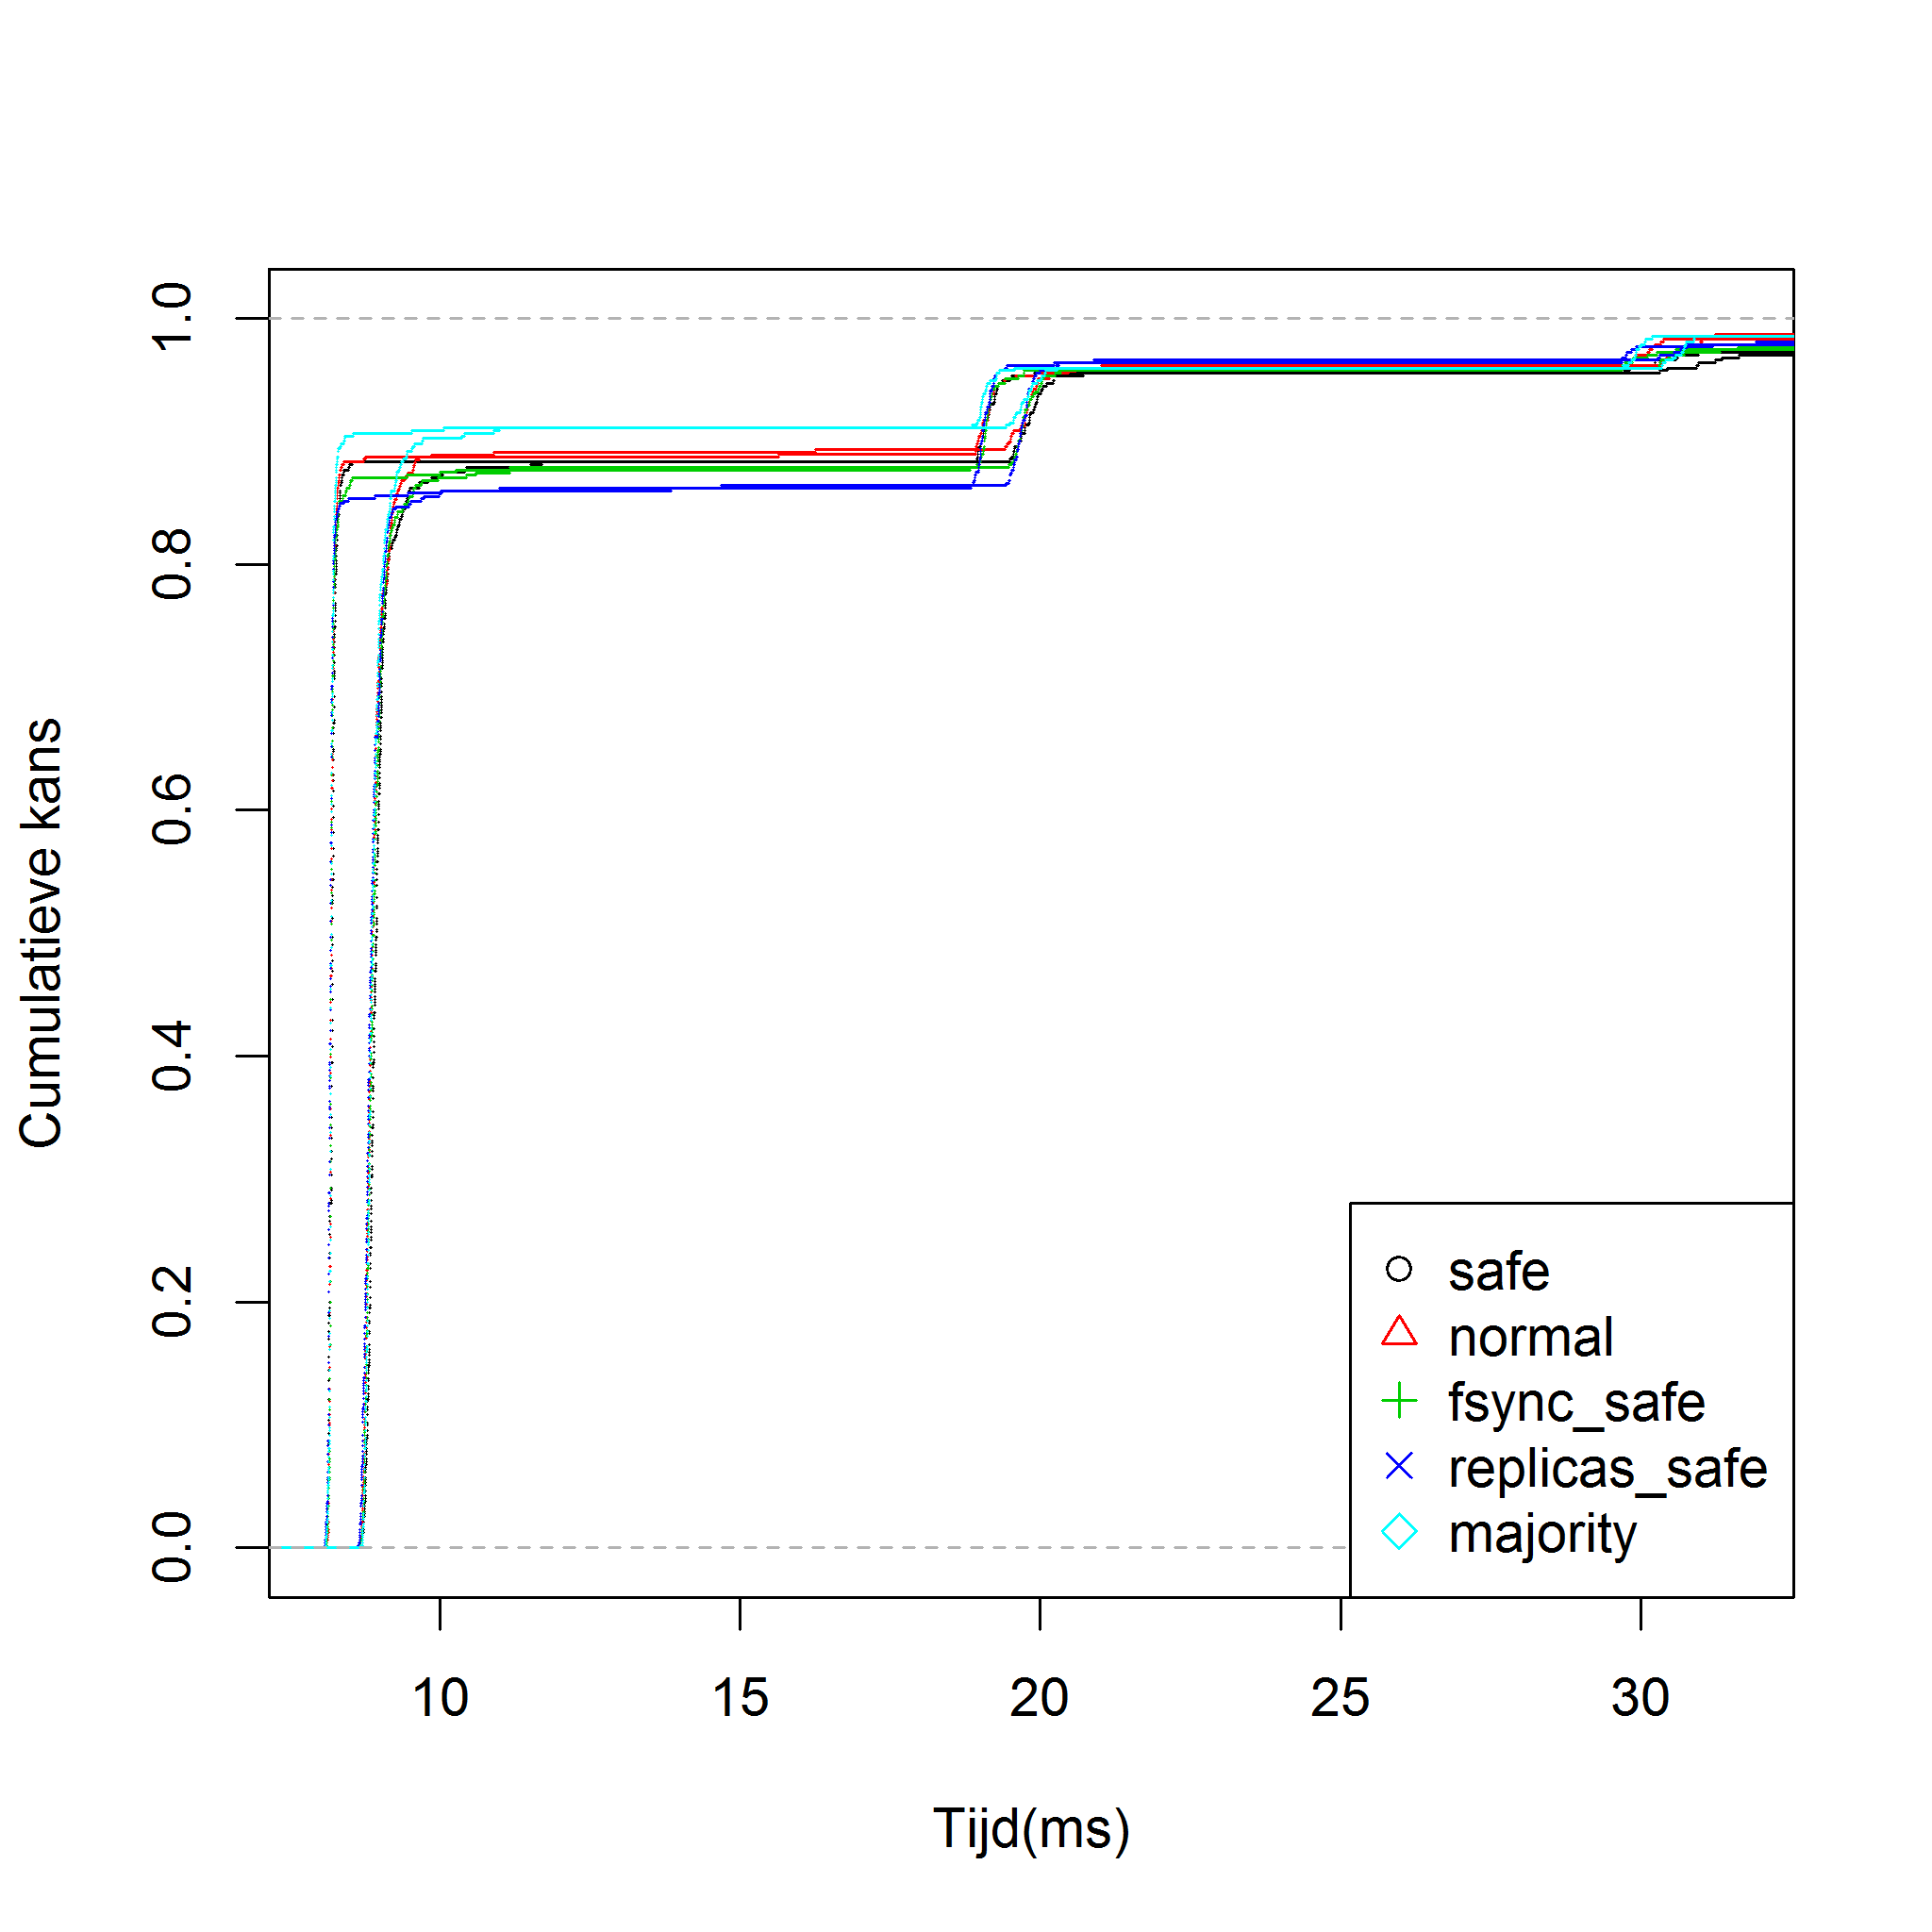 Cumulatieve kans
1.0
0.8
0.6
0.4
0.2
0.0
safe
normal
fsync_safe
replicas_safe
majority
10 15 20 25 30
Tijd(ms)